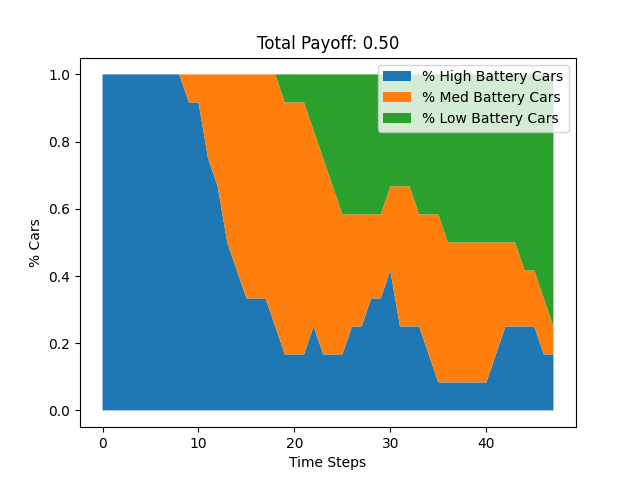 Total Payoff: 0.50
% High Battery Cars
% Med Battery Cars
% Low Battery Cars
1.0
0.8
0.6
0.4
0.2
0.0
% Cars
0
10
20
30
40
Time Steps